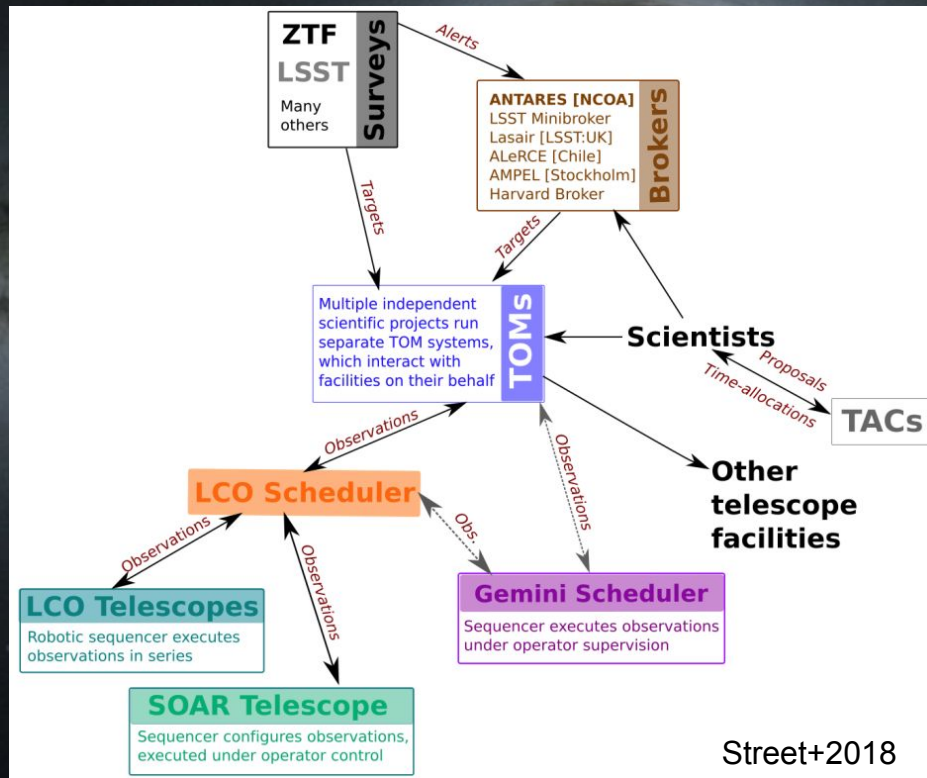 ZTF
LSST
Many
others
Surveys
Alerts
ANTARES [NCOA]
LSST Minibroker
Lasair [LSST:UK]
ALeRCE [Chile]
AMPEL [Stockholm]
Harvard Broker
Brokers
Targets
Targets
Multiple independent
scientific projects run
separate TOM systems,
which interact with
facilities on their behalf
TOMs
Scientists
Proposals
Time-allocations
TACs
Observations
Observations
Other
telescope
facilities
LCO Scheduler
Obs.
Observations
Observations
LCO Telescopes
Robotic sequencer executes
observations in series
Gemini Scheduler
Sequencer executes observations
under operator supervision
SOAR Telescope
Sequencer configures observations,
executed under operator control
Street+2018